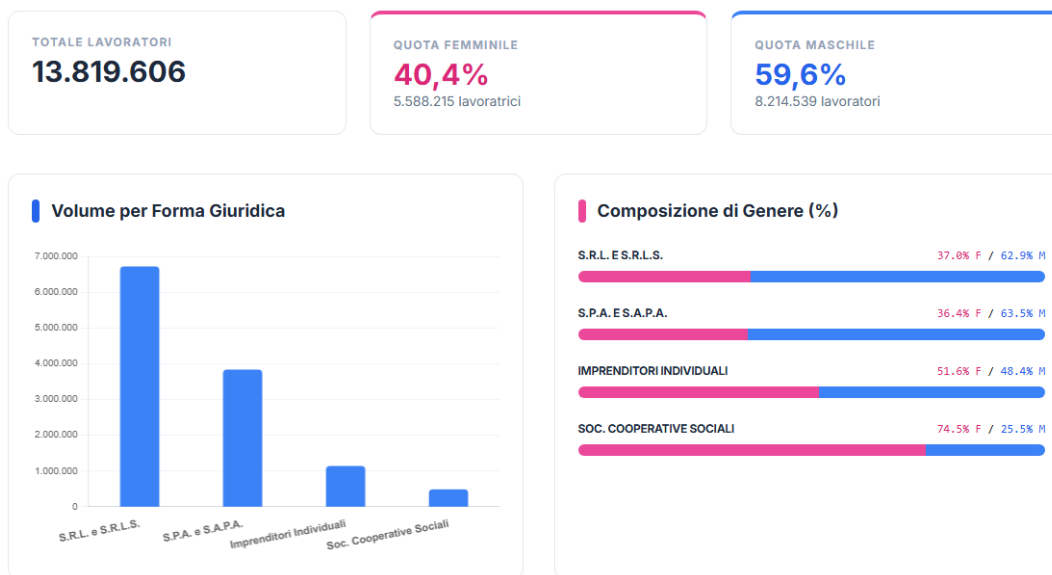 TOTALE LAVORATORI
13.819.606
QUOTA FEMMINILE
40,4%
5.588.215 lavoratrici
QUOTA MASCHILE
59,6%
8.214.539 lavoratori
Volume per Forma Giuridica
7.000.000
6.000.000
5.000.000
4.000.000
3.000.000
2.000.000
1.000.000
0
S.R.L. e S.R.L.S.
S.P.A. e S.A.P.A.
Imprenditori Individuali
Soc. Cooperative Sociali
Composizione di Genere (%)
S.R.L. E S.R.L.S. 37.0% F / 62.9% M
S.P.A. E S.A.P.A. 36.4% F / 63.5% M
IMPRENDITORI INDIVIDUALI 51.6% F / 48.4% M
SOC. COOPERATIVE SOCIALI 74.5% F / 25.5% M